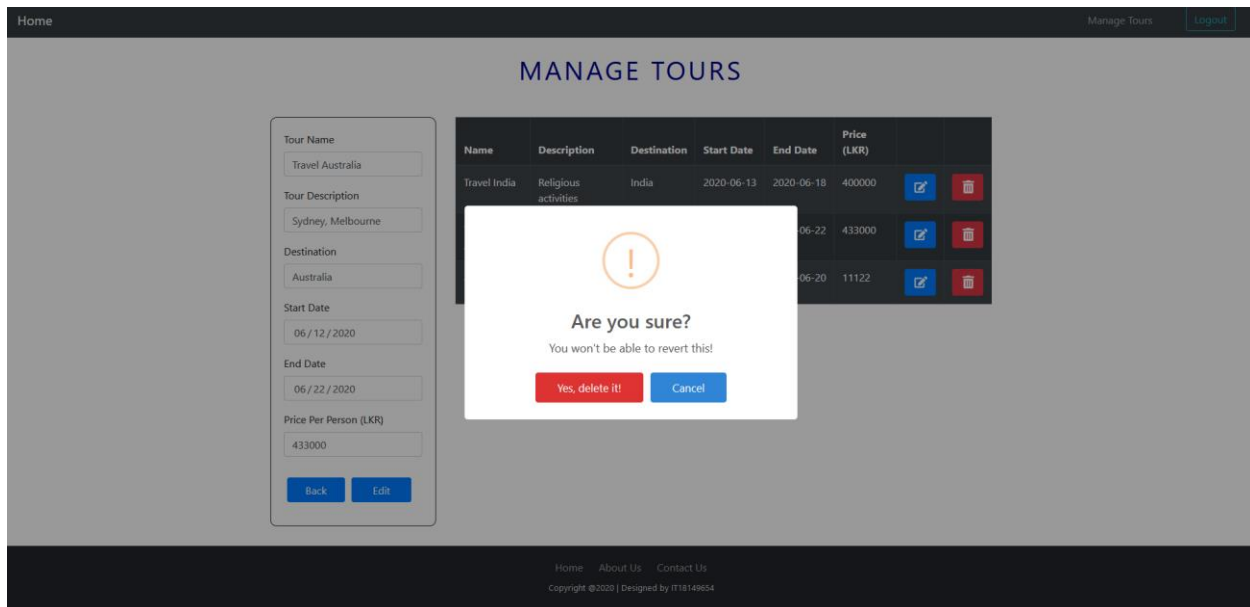 Home
Manage Tours
Logout
MANAGE TOURS
Tour Name
Travel Australia
Tour Description
Sydney, Melbourne
Destination
Australia
Start Date
06/12/2020
End Date
06/22/2020
Price Per Person (LKR)
433000
Back
Edit
Name Description Destination Start Date End Date Price
(LKR)
Travel India Religious India 2020-06-13 2020-06-18 400000
activities
-06-22 433000
-06-20 11122
!
Are you sure?
You won't be able to revert this!
Yes, delete it!
Cancel
Home About Us Contact Us
Copyright @2020 | Designed by IT18149654